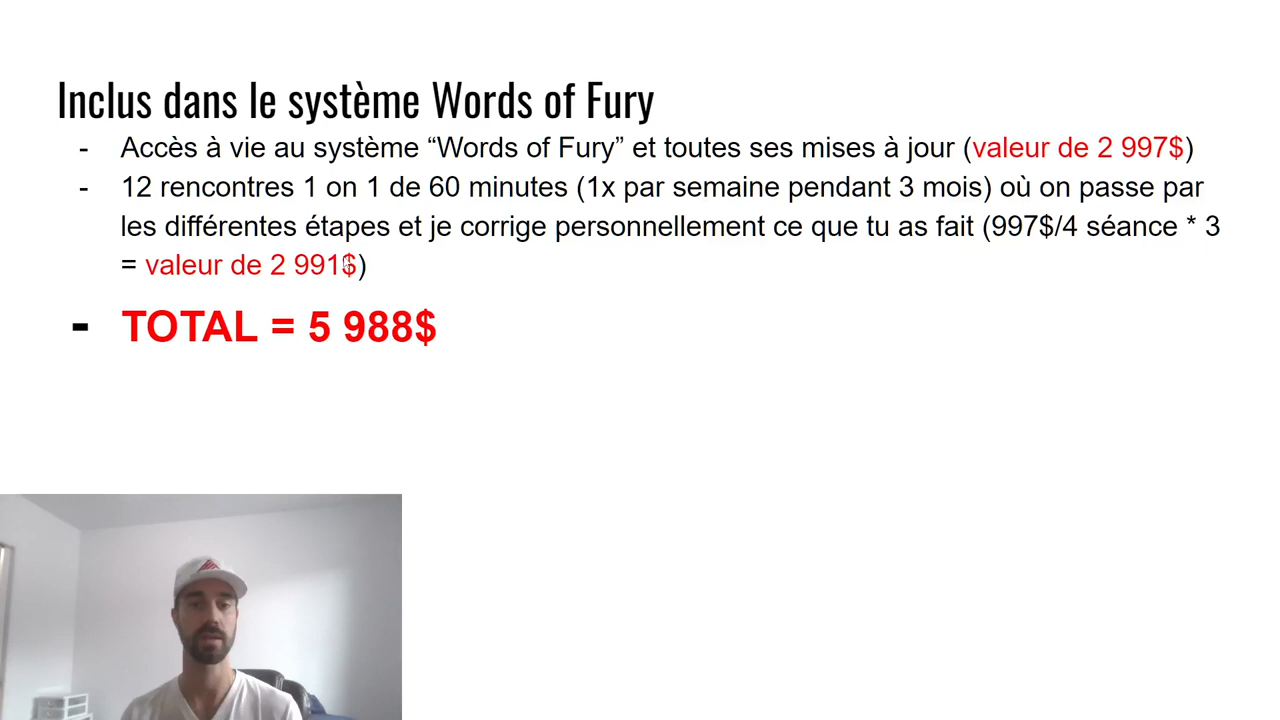 Inclus dans le système Words of Fury
- Accès à vie au système “Words of Fury” et toutes ses mises à jour (valeur de 2 997$)
- 12 rencontres 1 on 1 de 60 minutes (1x par semaine pendant 3 mois) où on passe par
les différentes étapes et je corrige personnellement ce que tu as fait (997$/4 séance * 3
= valeur de 2 991$)
- TOTAL = 5 988$